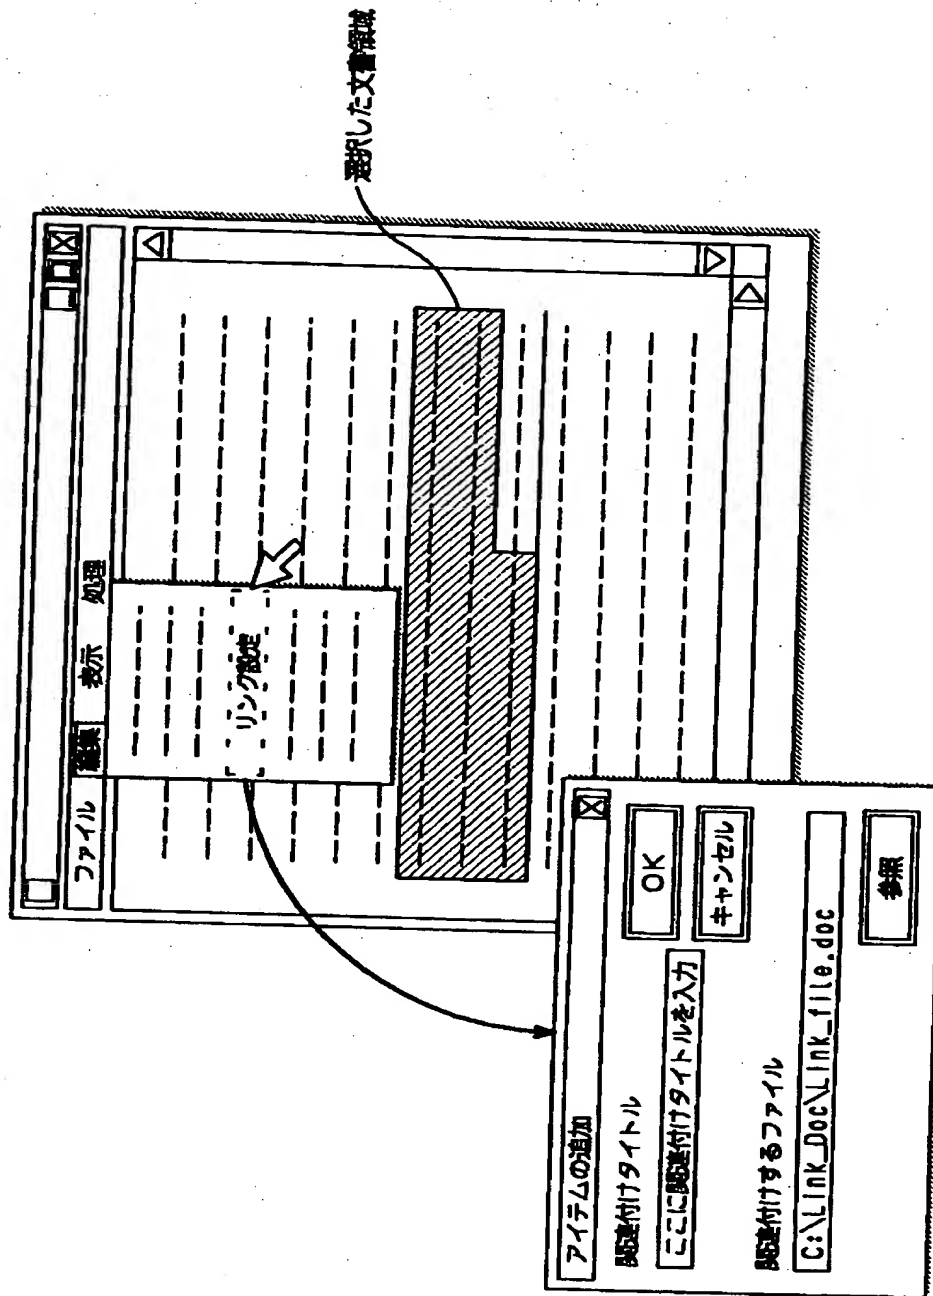 選択した文書領域
ファイル 編集 表示 処理
リンク設定
アイテムの追加
関連付けタイトル
ここに関連付けタイトルを入力
OK
キャンセル
関連付けするファイル
C:\Link_Doc\Link_file.doc
参照